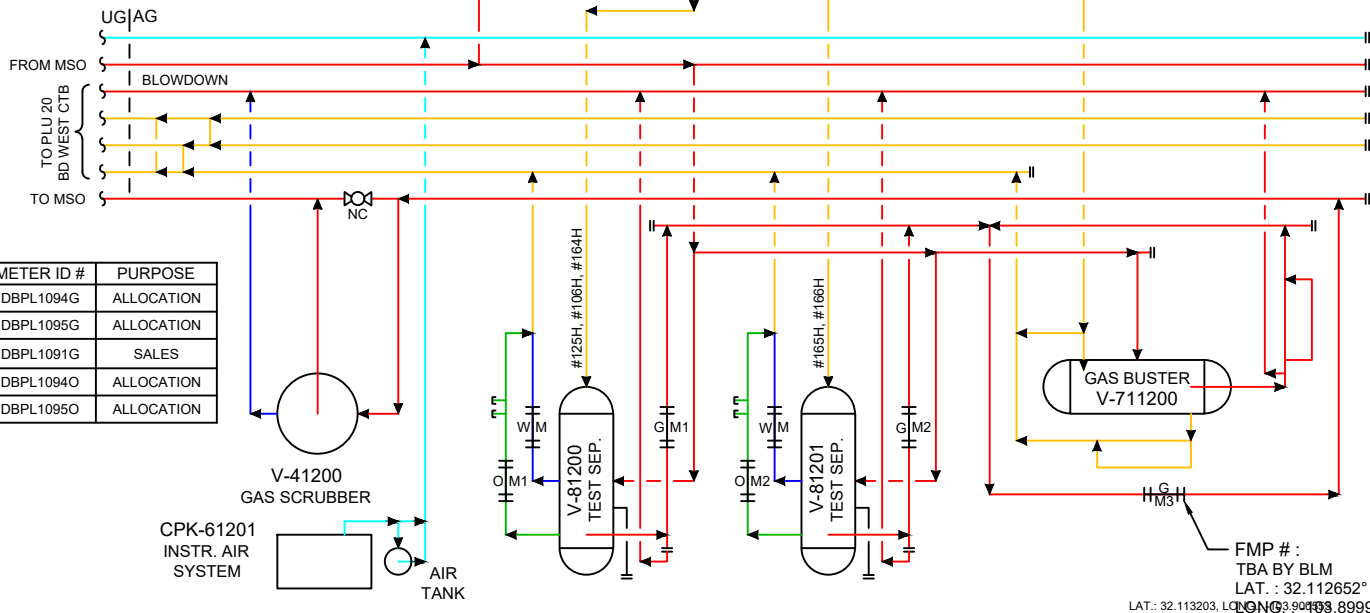 UG|AG
FROM MSO
BLOWDOWN
TO PLU 20
BD WEST CTB
TO MSO
NC
METER ID #	PURPOSE
DBPL1094G	ALLOCATION
DBPL1095G	ALLOCATION
DBPL1091G	SALES
DBPL1094O	ALLOCATION
DBPL1095O	ALLOCATION
V-41200
GAS SCRUBBER
CPK-61201
INSTR. AIR
SYSTEM
AIR
TANK
#125H, #106H, #164H
W M
O M1
G M1
V-81200
TEST SEP.
#165H, #166H
W M
O M2
G M2
V-81201
TEST SEP.
GAS BUSTER
V-711200
G
M3
FMP # :
TBA BY BLM
LAT. : 32.112652°
LAT.: 32.113203,